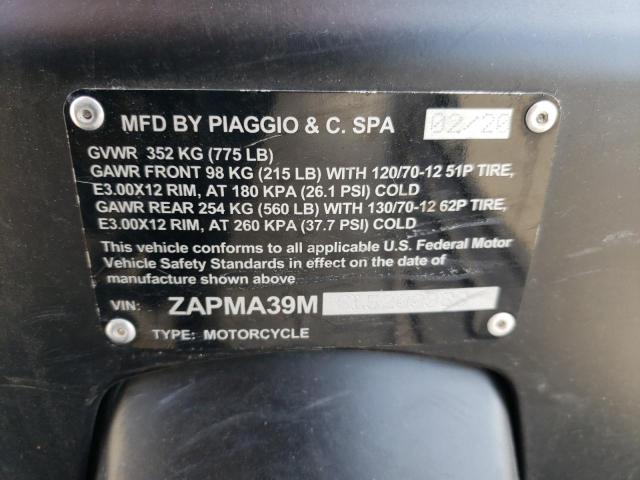 MFD BY PIAGGIO & C. SPA 02/20
GVWR 352 KG (775 LB)
GAWR FRONT 98 KG (215 LB) WITH 120/70-12 51P TIRE,
E3.00X12 RIM, AT 180 KPA (26.1 PSI) COLD
GAWR REAR 254 KG (560 LB) WITH 130/70-12 62P TIRE,
E3.00X12 RIM, AT 260 KPA (37.7 PSI) COLD
This vehicle conforms to all applicable U.S. Federal Motor
Vehicle Safety Standards in effect on the date of
manufacture shown above
VIN: ZAPMA39M
TYPE: MOTORCYCLE